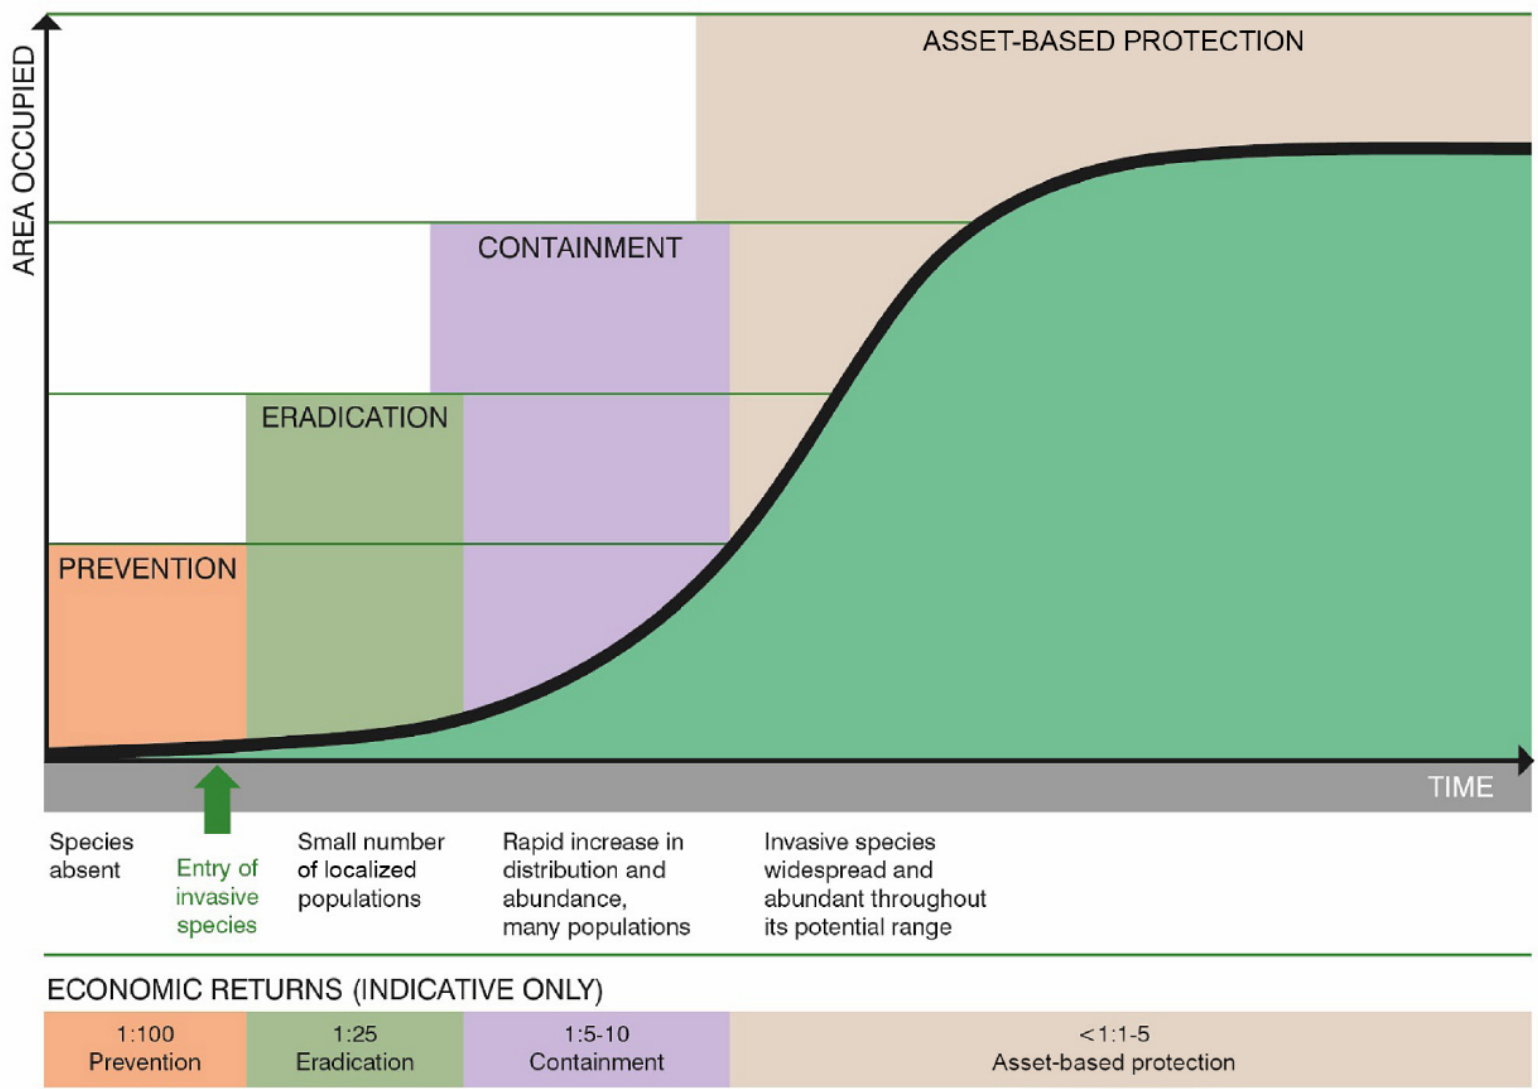 AREA OCCUPIED
ASSET-BASED PROTECTION
CONTAINMENT
ERADICATION
PREVENTION
TIME
Species
absent
Entry of
invasive
species
Small number
of localized
populations
Rapid increase in
distribution and
abundance,
many populations
Invasive species
widespread and
abundant throughout
its potential range
ECONOMIC RETURNS (INDICATIVE ONLY)
1:100
Prevention
1:25
Eradication
1:5-10
Containment
<1:1-5
Asset-based protection